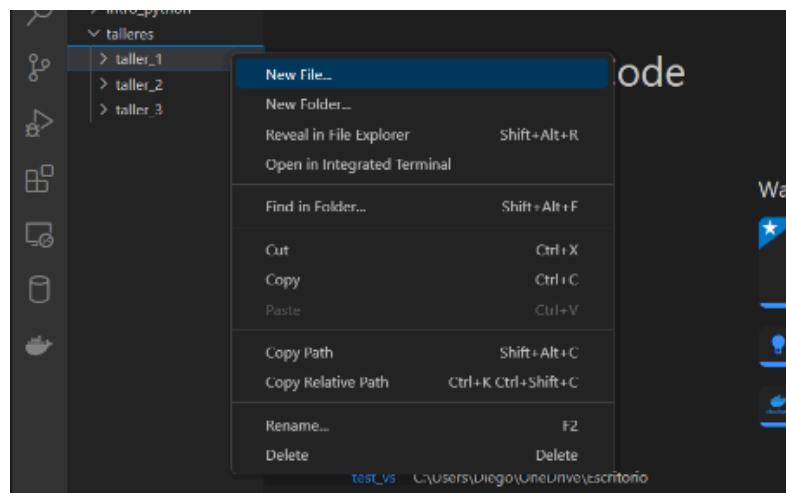 intro_python
talleres
taller_1
taller_2
taller_3
ode
Wa
New File...
New Folder...
Reveal in File Explorer Shift+Alt+R
Open in Integrated Terminal
Find in Folder... Shift+Alt+F
Cut Ctrl+X
Copy Ctrl+C
Paste Ctrl+V
Copy Path Shift+Alt+C
Copy Relative Path Ctrl+K Ctrl+Shift+C
Rename... F2
Delete Delete
test_vs C:\Users\Diego\OneDrive\Escritorio